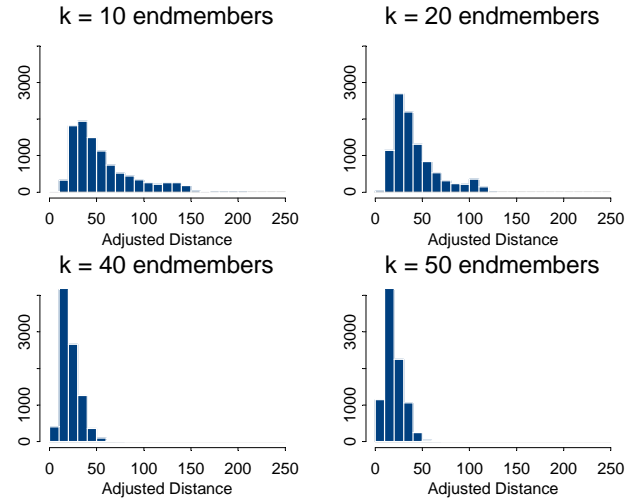 k = 10 endmembers
k = 20 endmembers
3000
1000
0
0 50 100 150 200 250
Adjusted Distance
3000
1000
0
0 50 100 150 200 250
Adjusted Distance
k = 40 endmembers
k = 50 endmembers
3000
1000
0
0 50 100 150 200 250
Adjusted Distance
3000
1000
0
0 50 100 150 200 250
Adjusted Distance